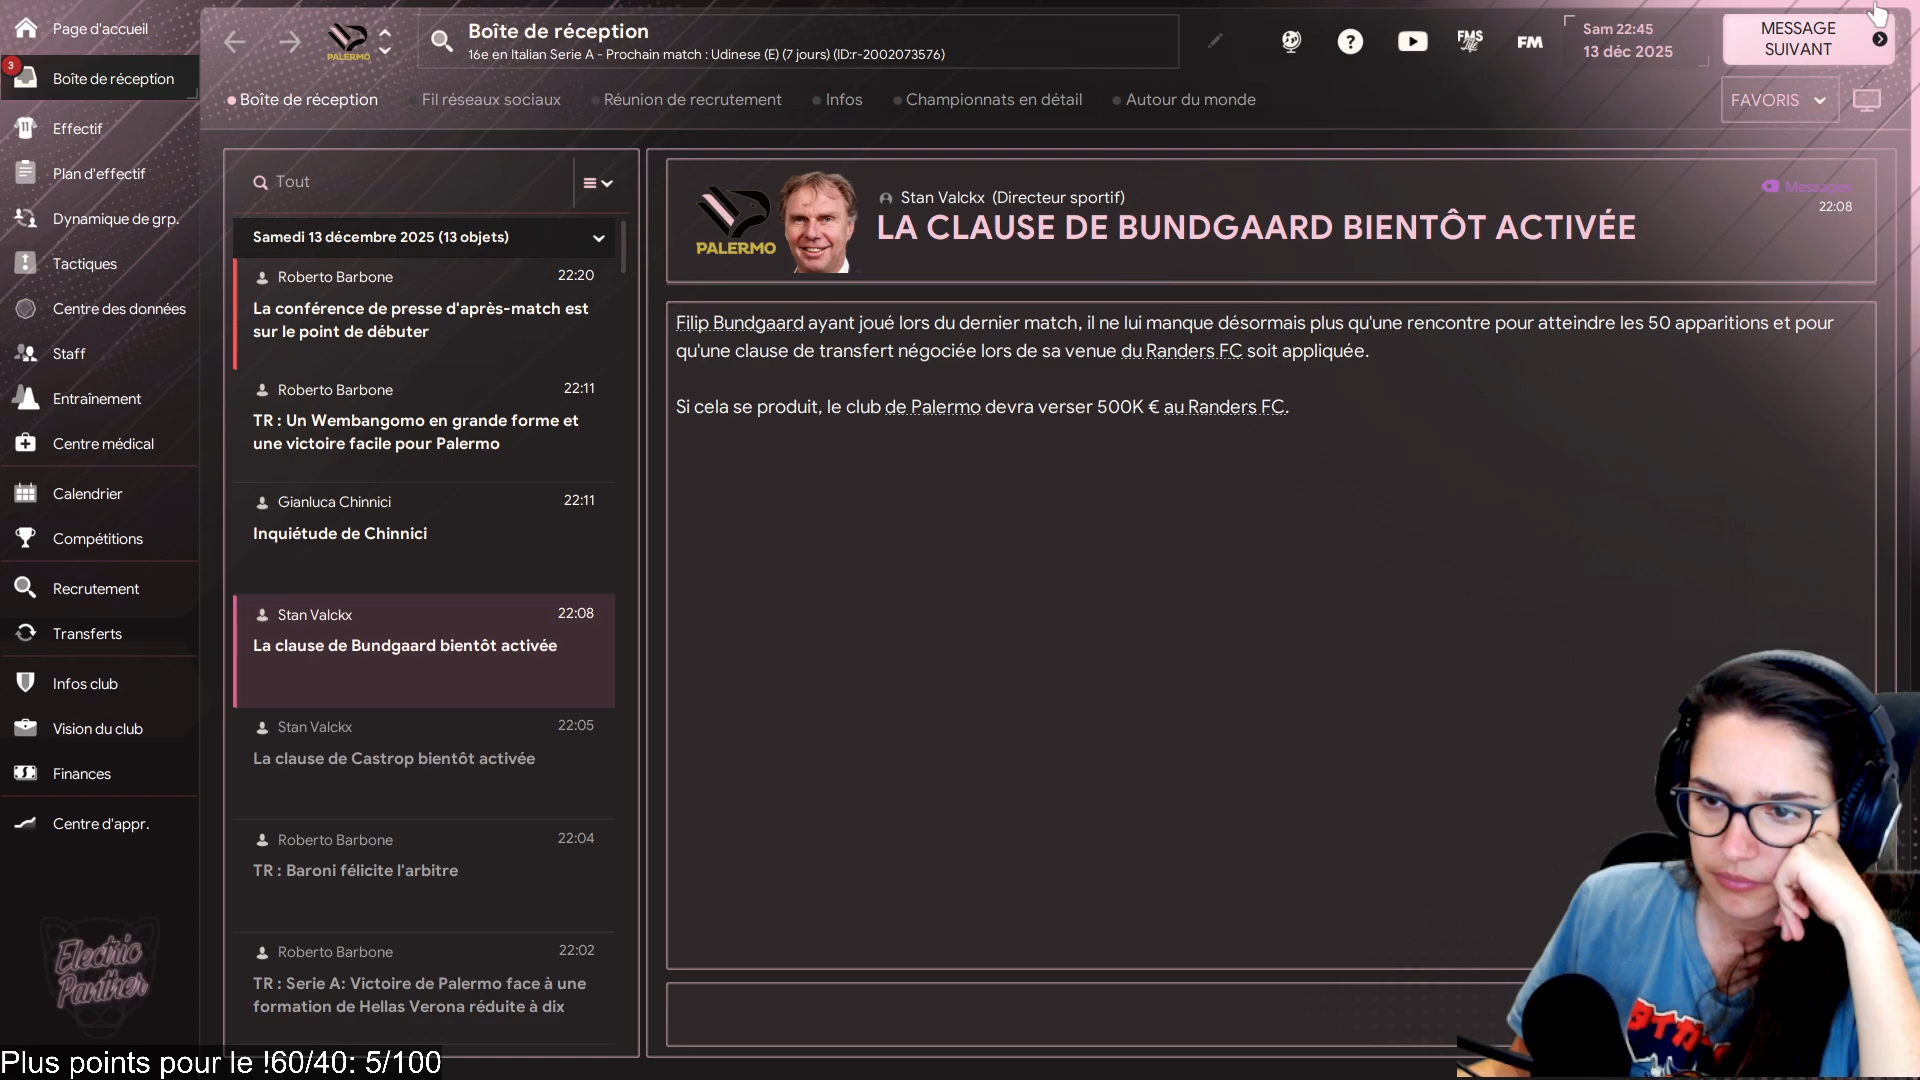 Page d'accueil
3
Boîte de réception
Effectif
Plan d'effectif
Dynamique de grp.
Tactiques
Centre des données
Staff
Entraînement
Centre médical
Calendrier
Compétitions
Recrutement
Transferts
Infos club
Vision du club
Finances
Centre d'appr.
Electric
Panther
PALERMO
Boîte de réception
16e en Italian Serie A - Prochain match : Udinese (E) (7 jours) (ID:r-2002073576)
FMS
FM
Sam 22:45
13 déc 2025
MESSAGE
SUIVANT
Boîte de réception
Fil réseaux sociaux
Réunion de recrutement
Infos
Championnats en détail
Autour du monde
FAVORIS
Tout
Samedi 13 décembre 2025 (13 objets)
Roberto Barbone 22:20
La conférence de presse d'après-match est
sur le point de débuter
Roberto Barbone 22:11
TR : Un Wembangomo en grande forme et
une victoire facile pour Palermo
Gianluca Chinnici 22:11
Inquiétude de Chinnici
Stan Valckx 22:08
La clause de Bundgaard bientôt activée
Stan Valckx 22:05
La clause de Castrop bientôt activée
Roberto Barbone 22:04
TR : Baroni félicite l'arbitre
Roberto Barbone 22:02
TR : Serie A: Victoire de Palermo face à une
formation de Hellas Verona réduite à dix
PALERMO
Stan Valckx (Directeur sportif)
LA CLAUSE DE BUNDGAARD BIENTÔT ACTIVÉE
Messages
22:08
Filip Bundgaard ayant joué lors du dernier match, il ne lui manque désormais plus qu'une rencontre pour atteindre les 50 apparitions et pour
qu'une clause de transfert négociée lors de sa venue du Randers FC soit appliquée.
Si cela se produit, le club de Palermo devra verser 500K € au Randers FC.
Plus points pour le !60/40: 5/100